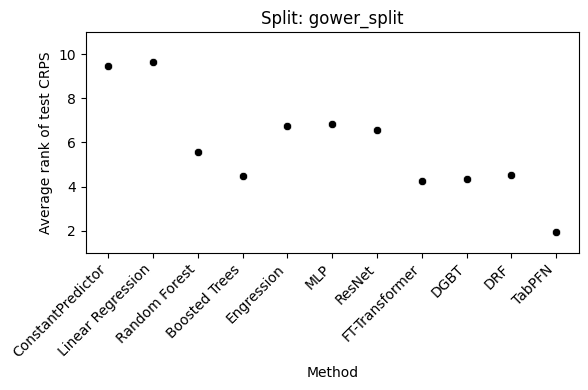 Split: gower_split
Average rank of test CRPS
10
8
6
4
2
ConstantPredictor
Linear Regression
Random Forest
Boosted Trees
Engression
MLP
ResNet
FT-Transformer
DGBT
DRF
TabPFN
Method